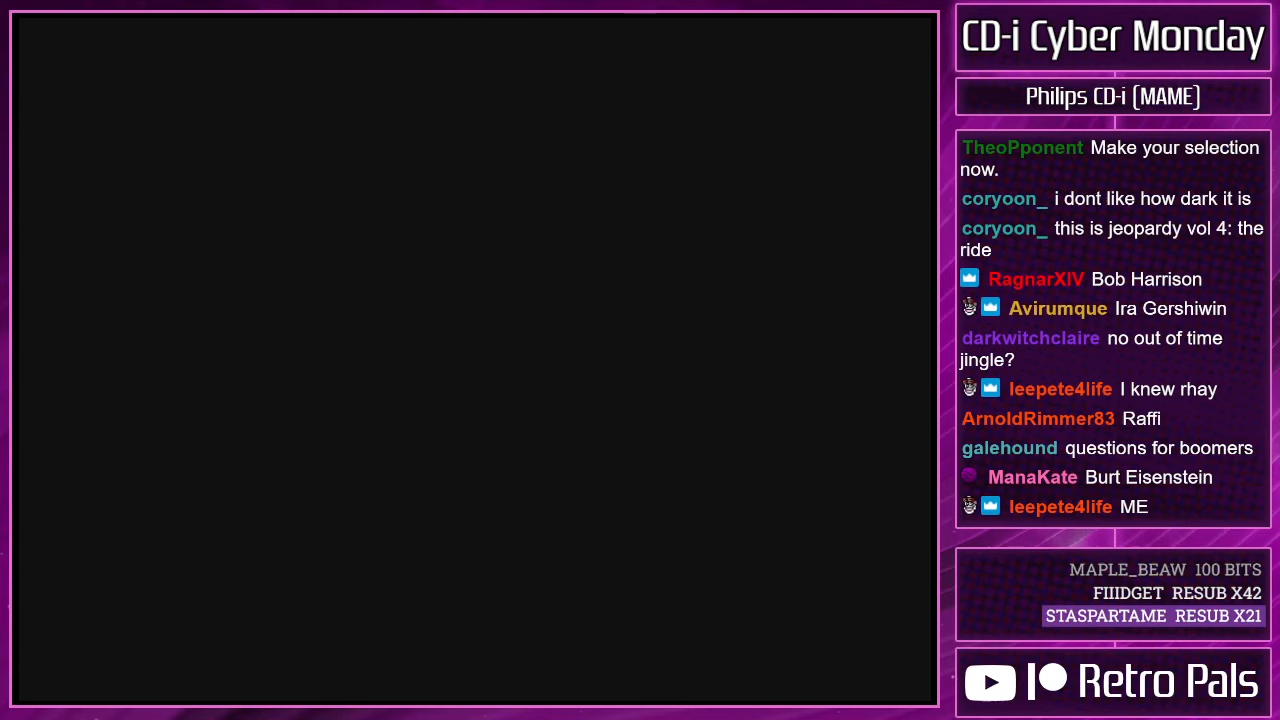 CD-i Cyber Monday
Philips CD-i [MAME]
TheoPponent Make your selection
now.
coryoon_ i dont like how dark it is
coryoon_ this is jeopardy vol 4: the
ride
RagnarXIV Bob Harrison
Avirumque Ira Gershiwin
darkwitchclaire no out of time
jingle?
leepete4life I knew rhay
ArnoldRimmer83 Raffi
galehound questions for boomers
ManaKate Burt Eisenstein
leepete4life ME
MAPLE_BEAW 100 BITS
FIIIDGET RESUB X42
STASPARTAME RESUB X21
Retro Pals